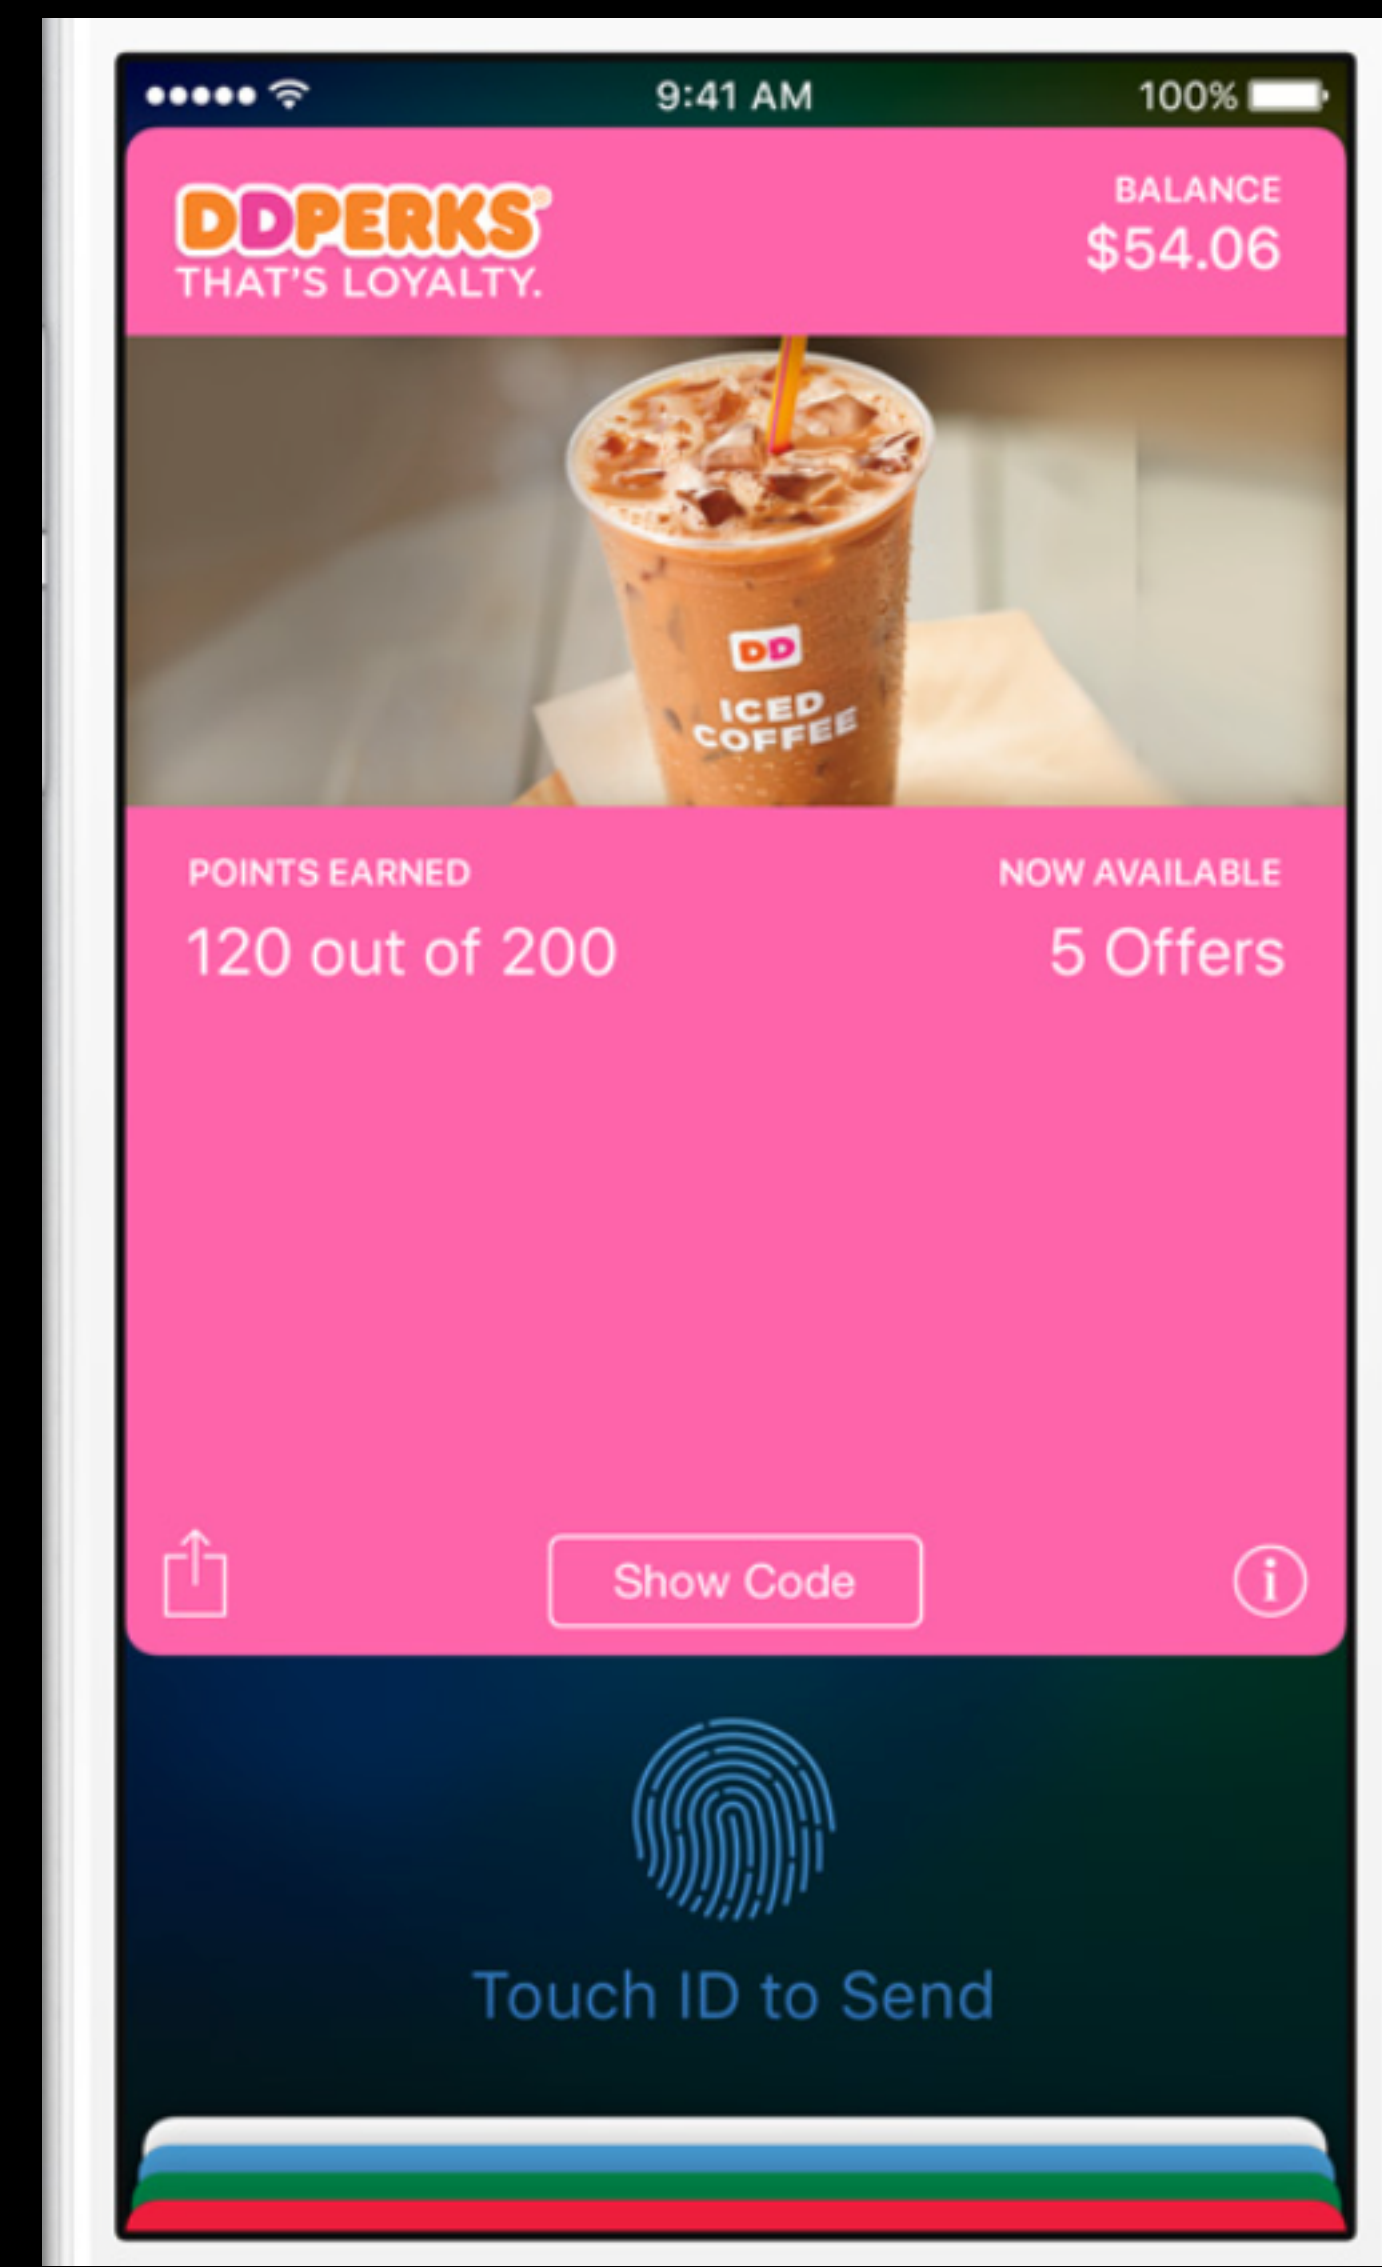 9:41 AM
100%
DDPERKS®
THAT'S LOYALTY.
BALANCE
$54.06
DD
ICED
COFFEE
POINTS EARNED
120 out of 200
NOW AVAILABLE
5 Offers
Show Code
Touch ID to Send